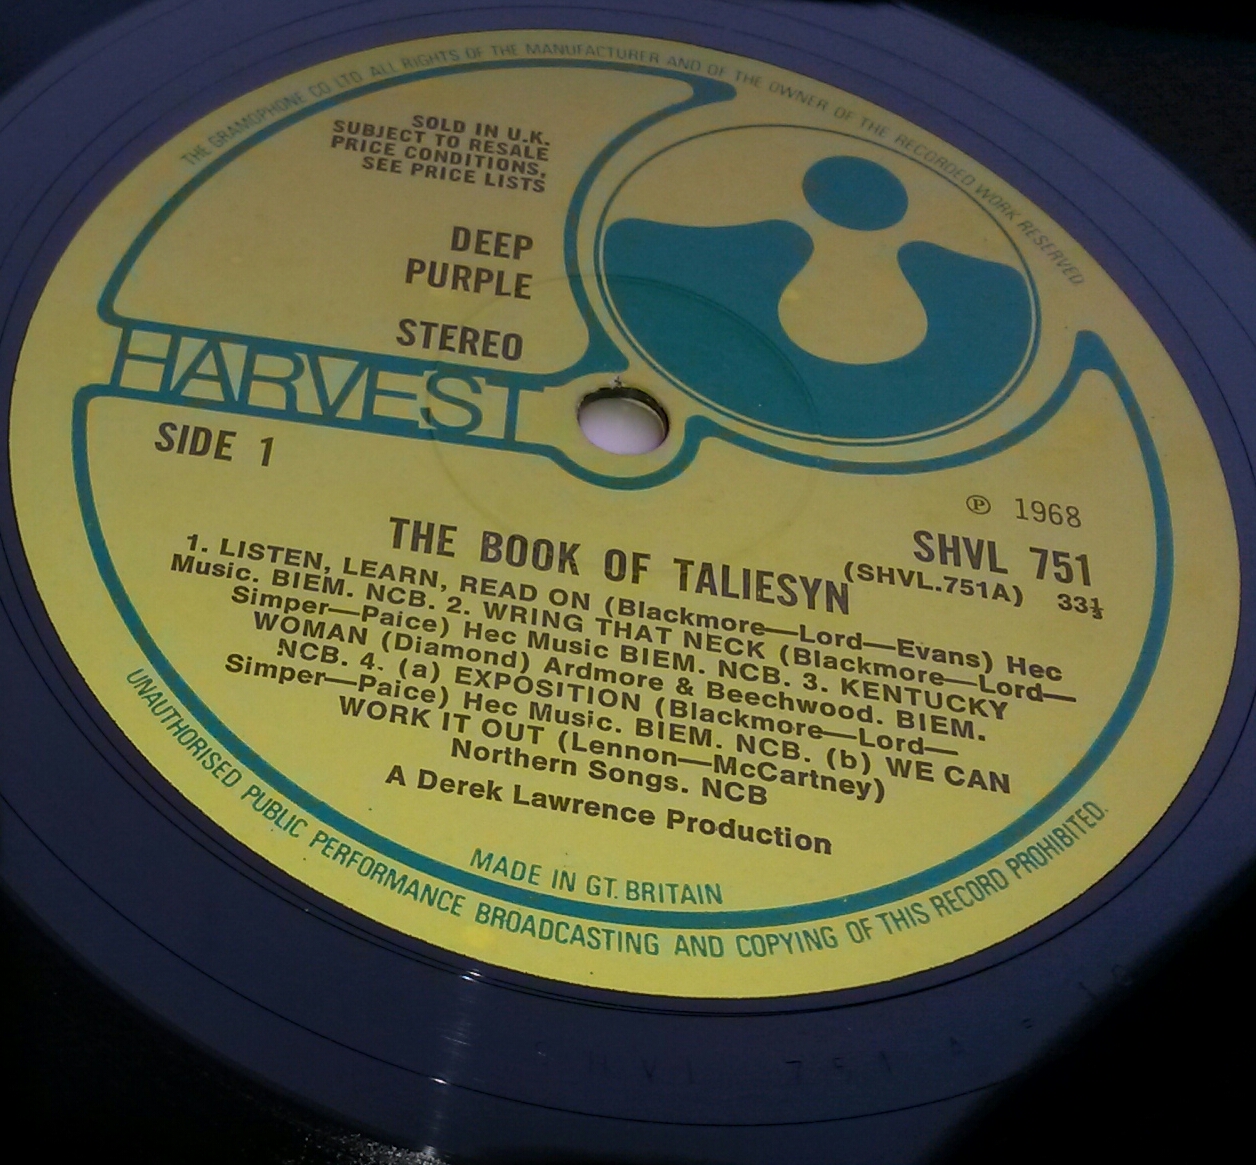 THE GRAMOPHONE CO LTD. ALL RIGHTS OF THE MANUFACTURER AND OF THE OWNER OF THE RECORDED WORK RESERVED
SOLD IN U.K.
SUBJECT TO RESALE
PRICE CONDITIONS,
SEE PRICE LISTS
DEEP
PURPLE
STEREO
HARVEST
SIDE 1
℗ 1968
SHVL 751
(SHVL.751A) 33⅓
THE BOOK OF TALIESYN
1. LISTEN, LEARN, READ ON (Blackmore—Lord—Evans) Hec
Music. BIEM. NCB. 2. WRING THAT NECK (Blackmore—Lord—
Simper—Paice) Hec Music BIEM. NCB. 3. KENTUCKY
WOMAN (Diamond) Ardmore & Beechwood. BIEM.
NCB. 4. (a) EXPOSITION (Blackmore—Lord—
Simper—Paice) Hec Music. BIEM. NCB. (b) WE CAN
WORK IT OUT (Lennon—McCartney)
Northern Songs. NCB
A Derek Lawrence Production
MADE IN GT. BRITAIN
UNAUTHORISED PUBLIC PERFORMANCE BROADCASTING AND COPYING OF THIS RECORD PROHIBITED.